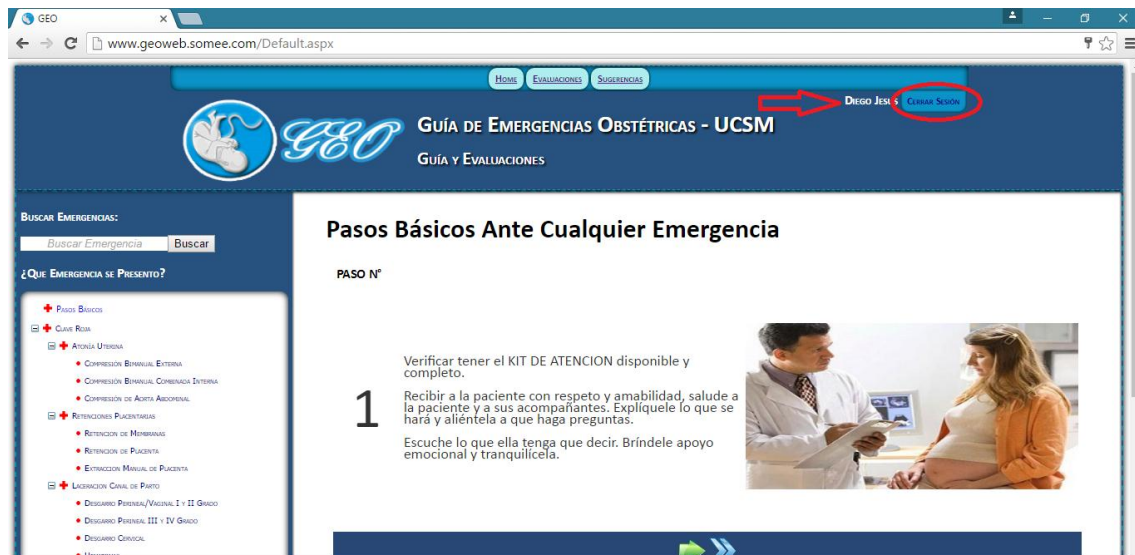 GEO
www.geoweb.somee.com/Default.aspx
Home Evaluaciones Sugerencias
Diego Jesus Cerrar Sesión
GEO
Guía de Emergencias Obstétricas - UCSM
Guía y Evaluaciones
Buscar Emergencias:
Buscar Emergencia Buscar
¿Que Emergencia se Presento?
Pasos Básicos
Clave Roja
Atonía Uterina
Compresión Bimanual Externa
Compresión Bimanual Combinada Interna
Compresión de Aorta Abdominal
Retenciones Placentarias
Retencion de Membranas
Retencion de Placenta
Extraccion Manual de Placenta
Laceracion Canal de Parto
Desgarro Perineal/Vaginal I y II Grado
Desgarro Perineal III y IV Grado
Desgarro Cervical
Pasos Básicos Ante Cualquier Emergencia
PASO N°
1
Verificar tener el KIT DE ATENCION disponible y
completo.
Recibir a la paciente con respeto y amabilidad, salude a
la paciente y a sus acompañantes. Explíquele lo que se
hará y aliéntela a que haga preguntas.
Escuche lo que ella tenga que decir. Bríndele apoyo
emocional y tranquilícela.